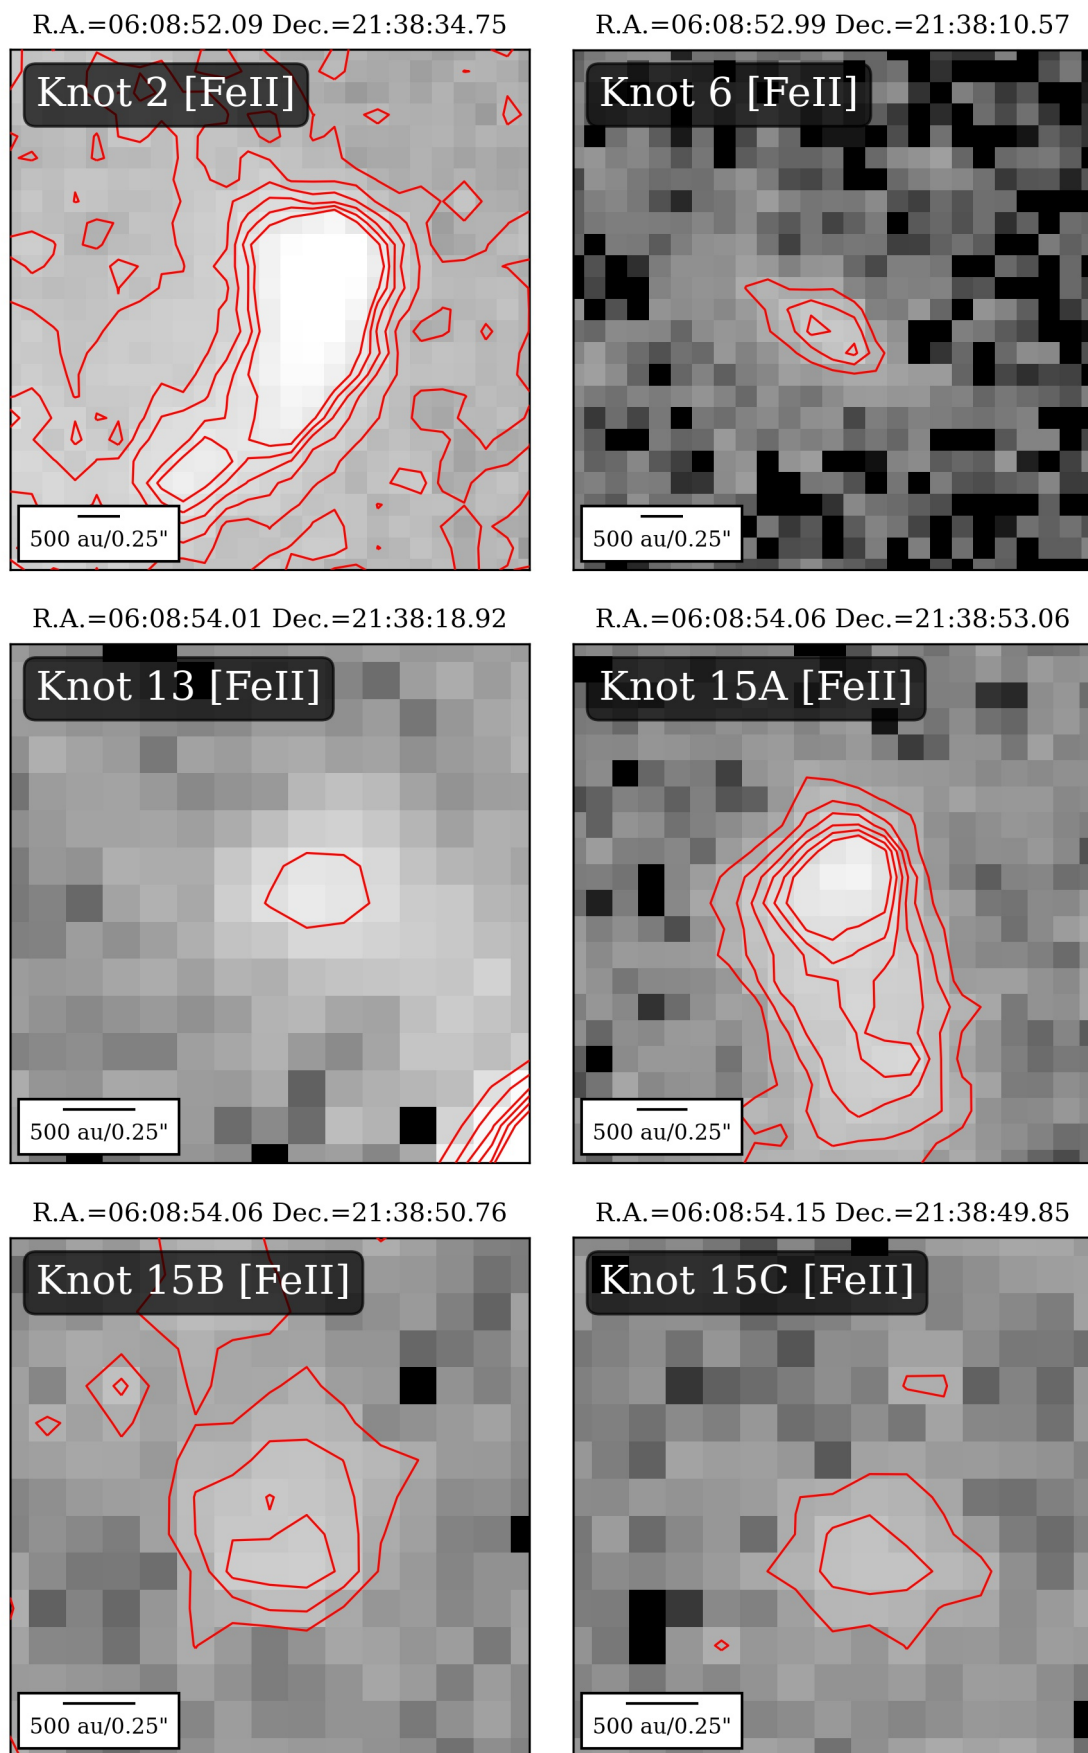 R.A.=06:08:52.09 Dec.=21:38:34.75
Knot 2 [FeII]
500 au/0.25"
R.A.=06:08:52.99 Dec.=21:38:10.57
Knot 6 [FeII]
500 au/0.25"
R.A.=06:08:54.01 Dec.=21:38:18.92
Knot 13 [FeII]
500 au/0.25"
R.A.=06:08:54.06 Dec.=21:38:53.06
Knot 15A [FeII]
500 au/0.25"
R.A.=06:08:54.06 Dec.=21:38:50.76
Knot 15B [FeII]
500 au/0.25"
R.A.=06:08:54.15 Dec.=21:38:49.85
Knot 15C [FeII]
500 au/0.25"